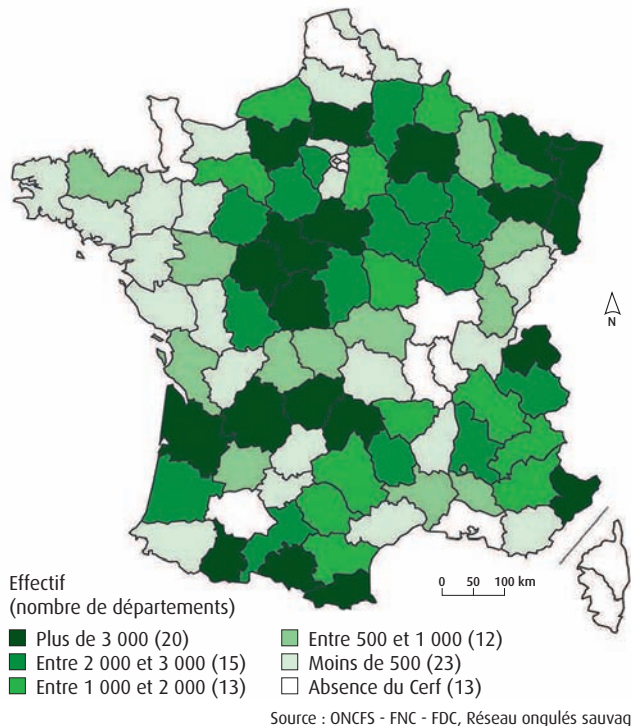 N
Effectif
(nombre de départements)
0 50 100 km
Plus de 3 000 (20)
Entre 2 000 et 3 000 (15)
Entre 1 000 et 2 000 (13)
Entre 500 et 1 000 (12)
Moins de 500 (23)
Absence du Cerf (13)
Source : ONCFS - FNC - FDC, Réseau ongulés sauvag